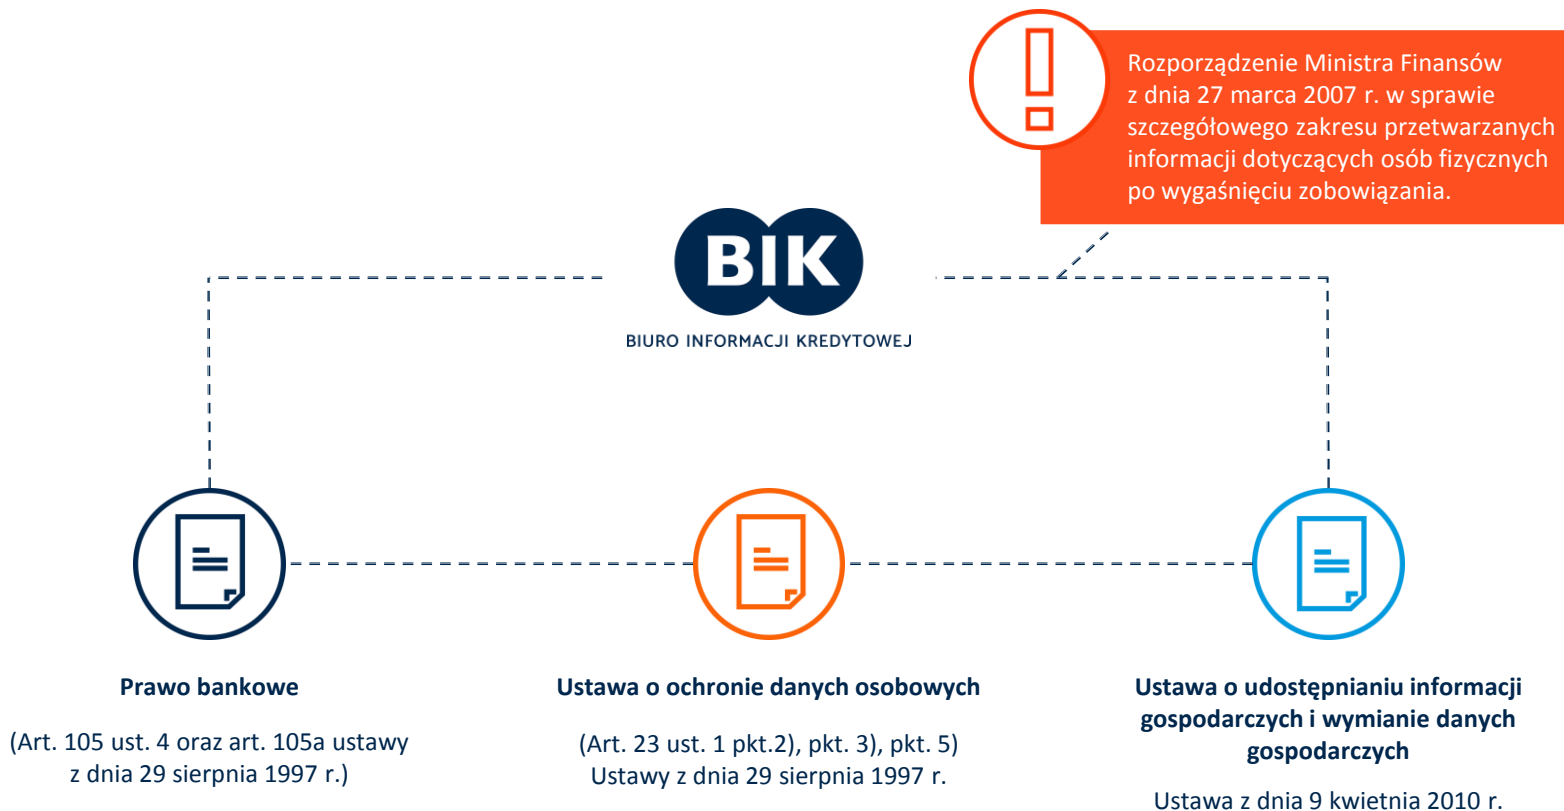 Rozporządzenie Ministra Finansów
z dnia 27 marca 2007 r. w sprawie
szczegółowego zakresu przetwarzanych
informacji dotyczących osób fizycznych
po wygaśnięciu zobowiązania.
BIK
BIURO INFORMACJI KREDYTOWEJ
Prawo bankowe
(Art. 105 ust. 4 oraz art. 105a ustawy
z dnia 29 sierpnia 1997 r.)
Ustawa o ochronie danych osobowych
(Art. 23 ust. 1 pkt.2), pkt. 3), pkt. 5)
Ustawy z dnia 29 sierpnia 1997 r.
Ustawa o udostępnianiu informacji
gospodarczych i wymianie danych
gospodarczych
Ustawa z dnia 9 kwietnia 2010 r.